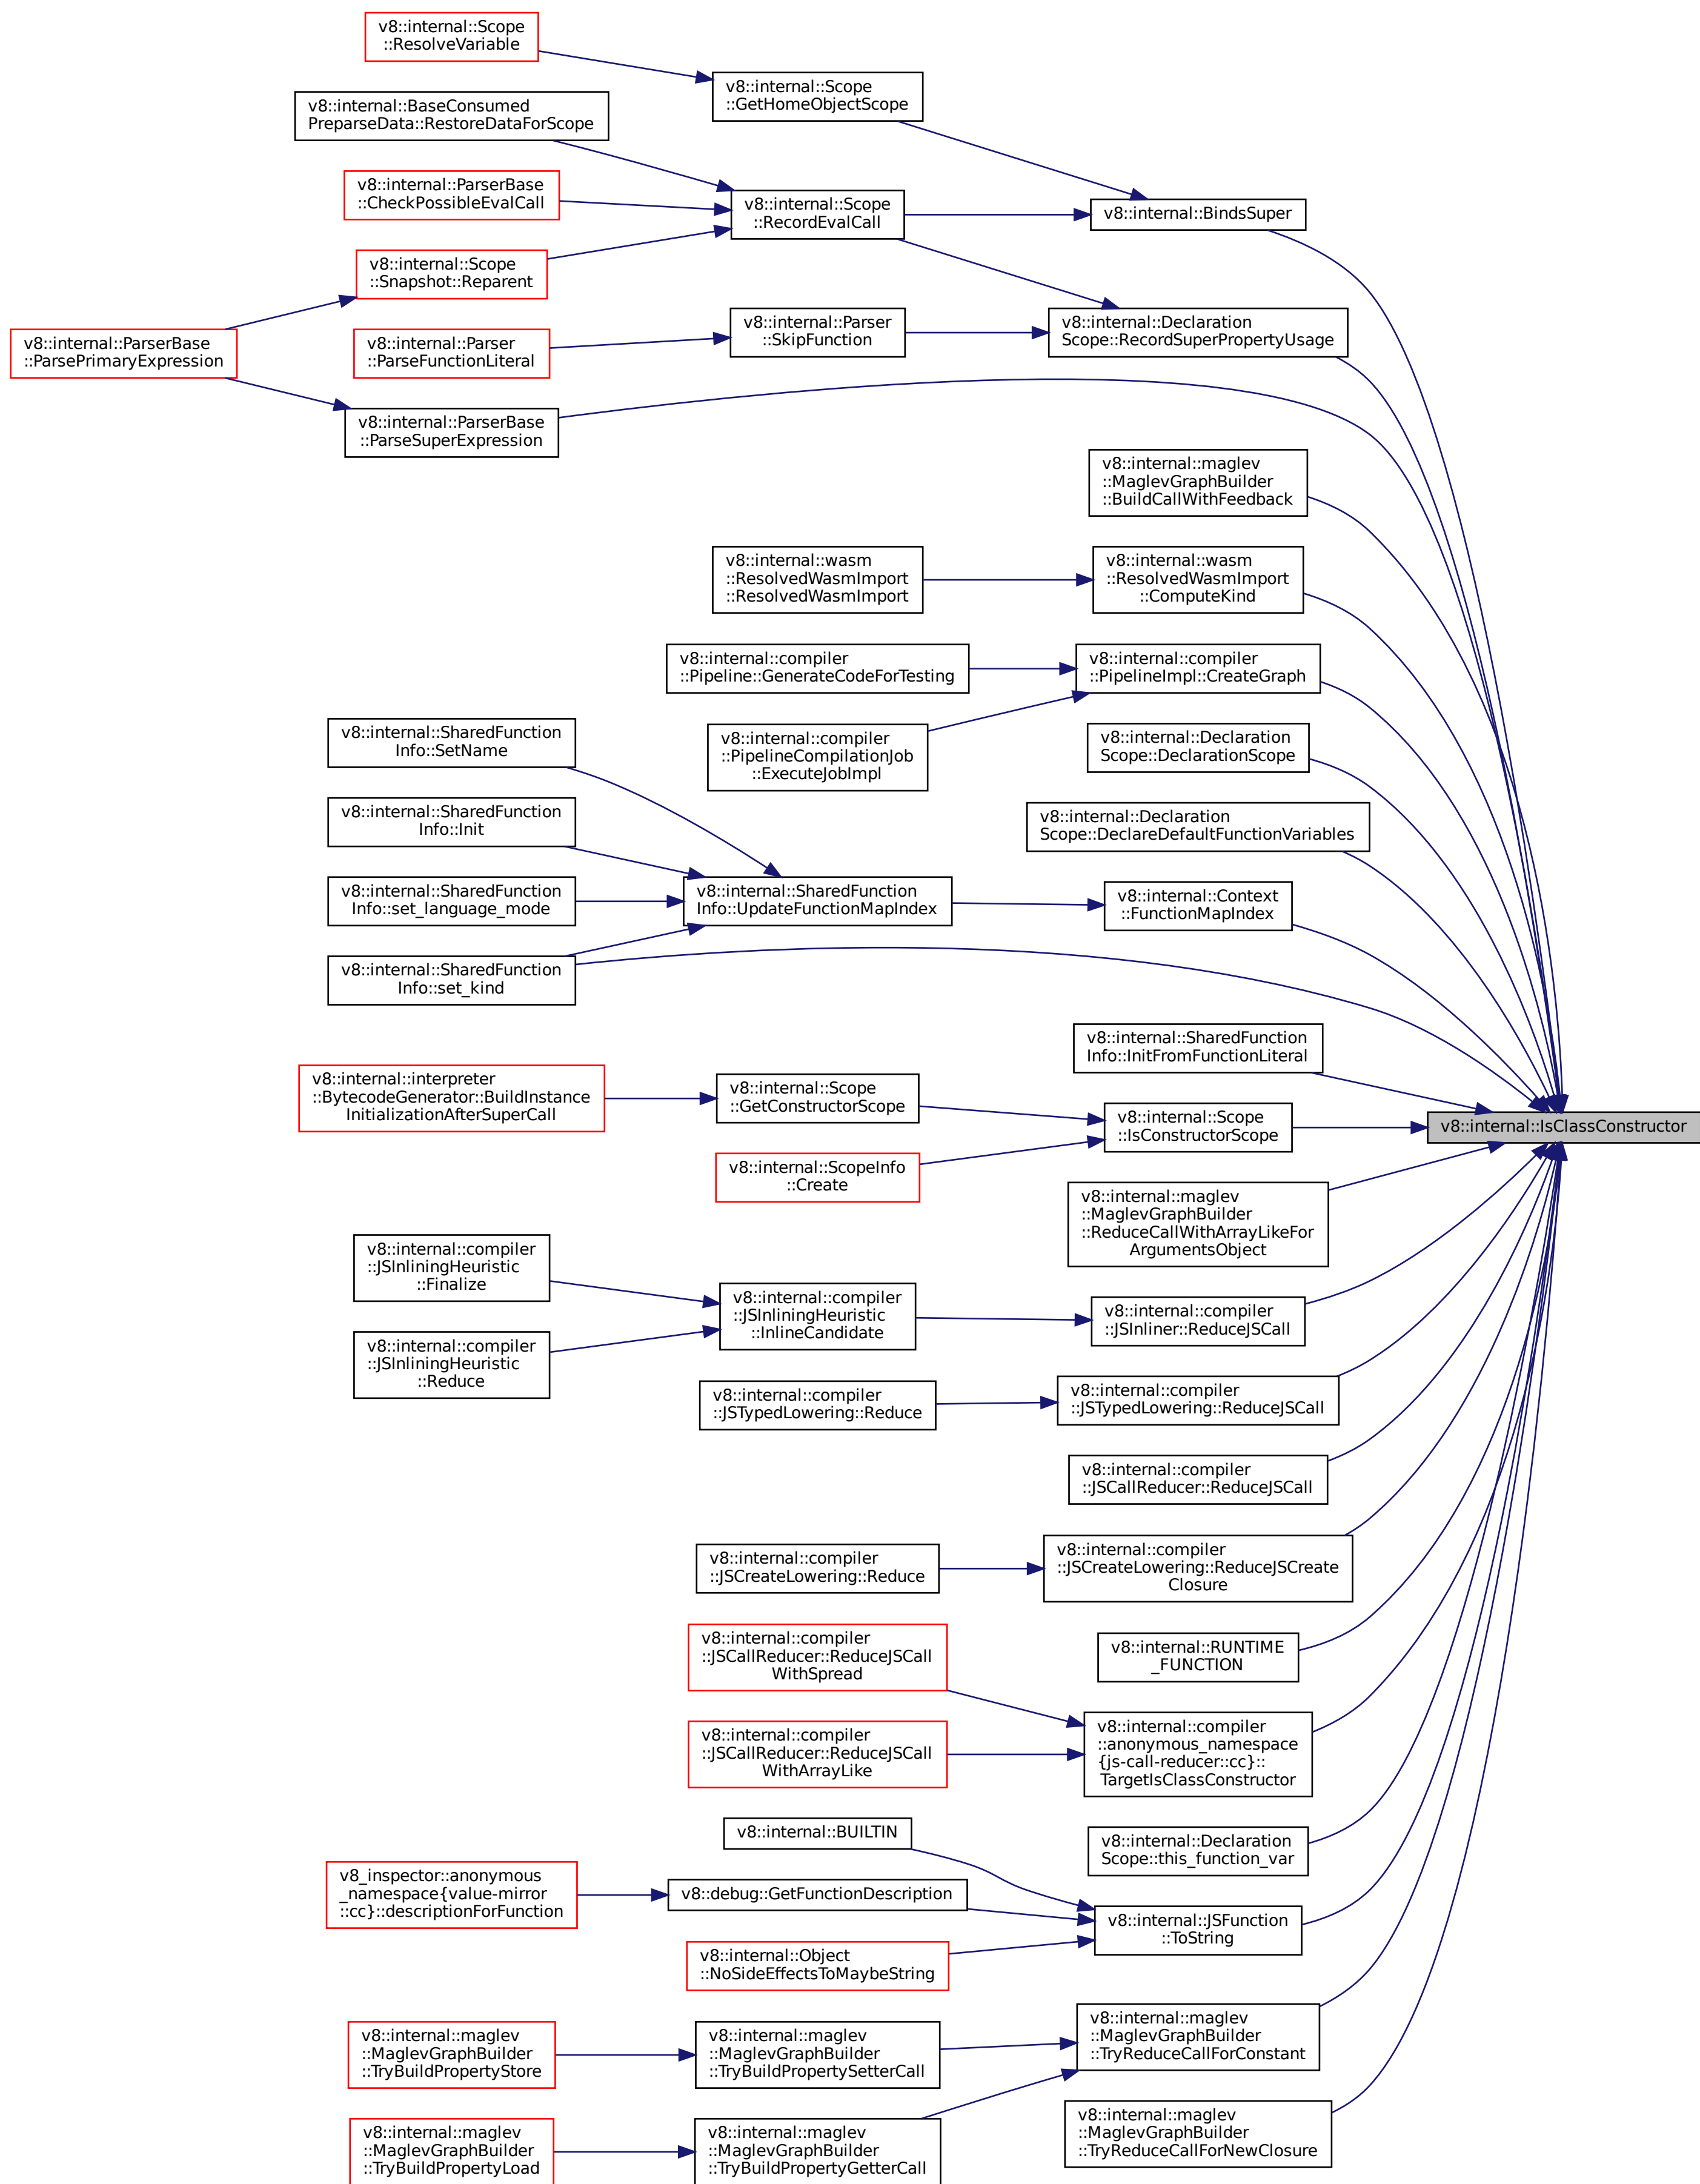 v8::internal::Scope
::ResolveVariable
v8::internal::Scope
::GetHomeObjectScope
v8::internal::BaseConsumed
PreparseData::RestoreDataForScope
v8::internal::ParserBase
::CheckPossibleEvalCall
v8::internal::Scope
::RecordEvalCall
v8::internal::BindsSuper
v8::internal::Scope
::Snapshot::Reparent
v8::internal::ParserBase
::ParsePrimaryExpression
v8::internal::Parser
::ParseFunctionLiteral
v8::internal::Parser
::SkipFunction
v8::internal::Declaration
Scope::RecordSuperPropertyUsage
v8::internal::ParserBase
::ParseSuperExpression
v8::internal::maglev
::MaglevGraphBuilder
::BuildCallWithFeedback
v8::internal::wasm
::ResolvedWasmImport
::ResolvedWasmImport
v8::internal::wasm
::ResolvedWasmImport
::ComputeKind
v8::internal::compiler
::Pipeline::GenerateCodeForTesting
v8::internal::compiler
::PipelineImpl::CreateGraph
v8::internal::SharedFunction
Info::SetName
v8::internal::compiler
::PipelineCompilationJob
::ExecuteJobImpl
v8::internal::Declaration
Scope::DeclarationScope
v8::internal::SharedFunction
Info::Init
v8::internal::Declaration
Scope::DeclareDefaultFunctionVariables
v8::internal::SharedFunction
Info::set_language_mode
v8::internal::SharedFunction
Info::UpdateFunctionMapIndex
v8::internal::Context
::FunctionMapIndex
v8::internal::SharedFunction
Info::set_kind
v8::internal::SharedFunction
Info::InitFromFunctionLiteral
v8::internal::interpreter
::BytecodeGenerator::BuildInstance
InitializationAfterSuperCall
v8::internal::Scope
::GetConstructorScope
v8::internal::Scope
::IsConstructorScope
v8::internal::IsClassConstructor
v8::internal::ScopeInfo
::Create
v8::internal::maglev
::MaglevGraphBuilder
::ReduceCallWithArrayLikeFor
ArgumentsObject
v8::internal::compiler
::JSInliningHeuristic
::Finalize
v8::internal::compiler
::JSInliningHeuristic
::InlineCandidate
v8::internal::compiler
::JSInliner::ReduceJSCall
v8::internal::compiler
::JSInliningHeuristic
::Reduce
v8::internal::compiler
::JSTypedLowering::Reduce
v8::internal::compiler
::JSTypedLowering::ReduceJSCall
v8::internal::compiler
::JSCallReducer::ReduceJSCall
v8::internal::compiler
::JSCreateLowering::Reduce
v8::internal::compiler
::JSCreateLowering::ReduceJSCreate
Closure
v8::internal::RUNTIME
_FUNCTION
v8::internal::compiler
::JSCallReducer::ReduceJSCall
WithSpread
v8::internal::compiler
::JSCallReducer::ReduceJSCall
WithArrayLike
v8::internal::compiler
::anonymous_namespace
{js-call-reducer::cc}::
TargetIsClassConstructor
v8::internal::BUILTIN
v8::internal::Declaration
Scope::this_function_var
v8_inspector::anonymous
_namespace{value-mirror
::cc}::descriptionForFunction
v8::debug::GetFunctionDescription
v8::internal::JSFunction
::ToString
v8::internal::Object
::NoSideEffectsToMaybeString
v8::internal::maglev
::MaglevGraphBuilder
::TryReduceCallForConstant
v8::internal::maglev
::MaglevGraphBuilder
::TryBuildPropertyStore
v8::internal::maglev
::MaglevGraphBuilder
::TryBuildPropertySetterCall
v8::internal::maglev
::MaglevGraphBuilder
::TryReduceCallForNewClosure
v8::internal::maglev
::MaglevGraphBuilder
::TryBuildPropertyLoad
v8::internal::maglev
::MaglevGraphBuilder
::TryBuildPropertyGetterCall